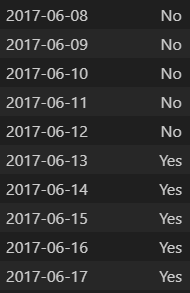 2017-06-08 No
2017-06-09 No
2017-06-10 No
2017-06-11 No
2017-06-12 No
2017-06-13 Yes
2017-06-14 Yes
2017-06-15 Yes
2017-06-16 Yes
2017-06-17 Yes